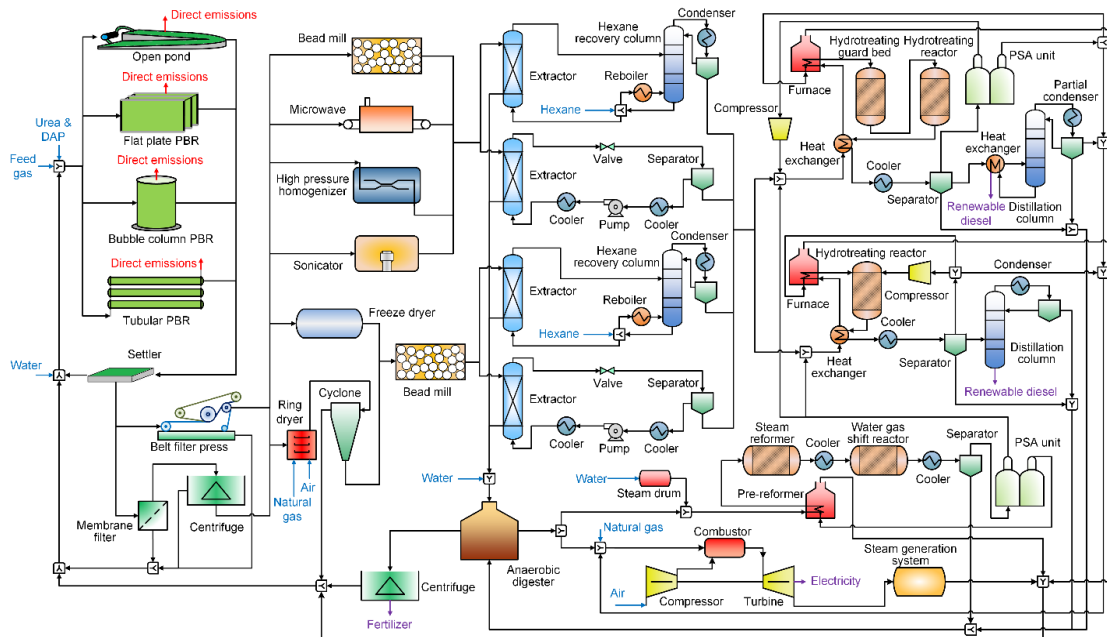 Direct emissions
Open pond
Direct emissions
Flat plate PBR
Urea &
DAP
Feed
gas
Direct emissions
Bubble column PBR
Direct emissions
Tubular PBR
Water
Settler
Belt filter press
Membrane
filter
Centrifuge
Natural
gas
Air
Ring
dryer
Cyclone
Bead mill
Microwave
High pressure
homogenizer
Sonicator
Freeze dryer
Bead mill
Extractor
Hexane
recovery column
Condenser
Reboiler
Hexane
Extractor
Valve
Separator
Cooler
Pump
Cooler
Extractor
Hexane
recovery column
Condenser
Reboiler
Hexane
Extractor
Valve
Separator
Cooler
Pump
Cooler
Furnace
Hydrotreating
guard bed
Hydrotreating
reactor
PSA unit
Compressor
Heat
exchanger
Cooler
Separator
Heat
exchanger
Partial
condenser
Renewable
diesel
Distillation
column
Furnace
Hydrotreating reactor
Compressor
Heat
exchanger
Cooler
Separator
Condenser
Distillation
column
Renewable
diesel
Steam
reformer
Cooler
Water gas
shift reactor
Cooler
Separator
PSA unit
Water
Steam drum
Pre-reformer
Water
Anaerobic
digester
Centrifuge
Fertilizer
Natural gas
Combustor
Air
Compressor
Turbine
Electricity
Steam generation
system